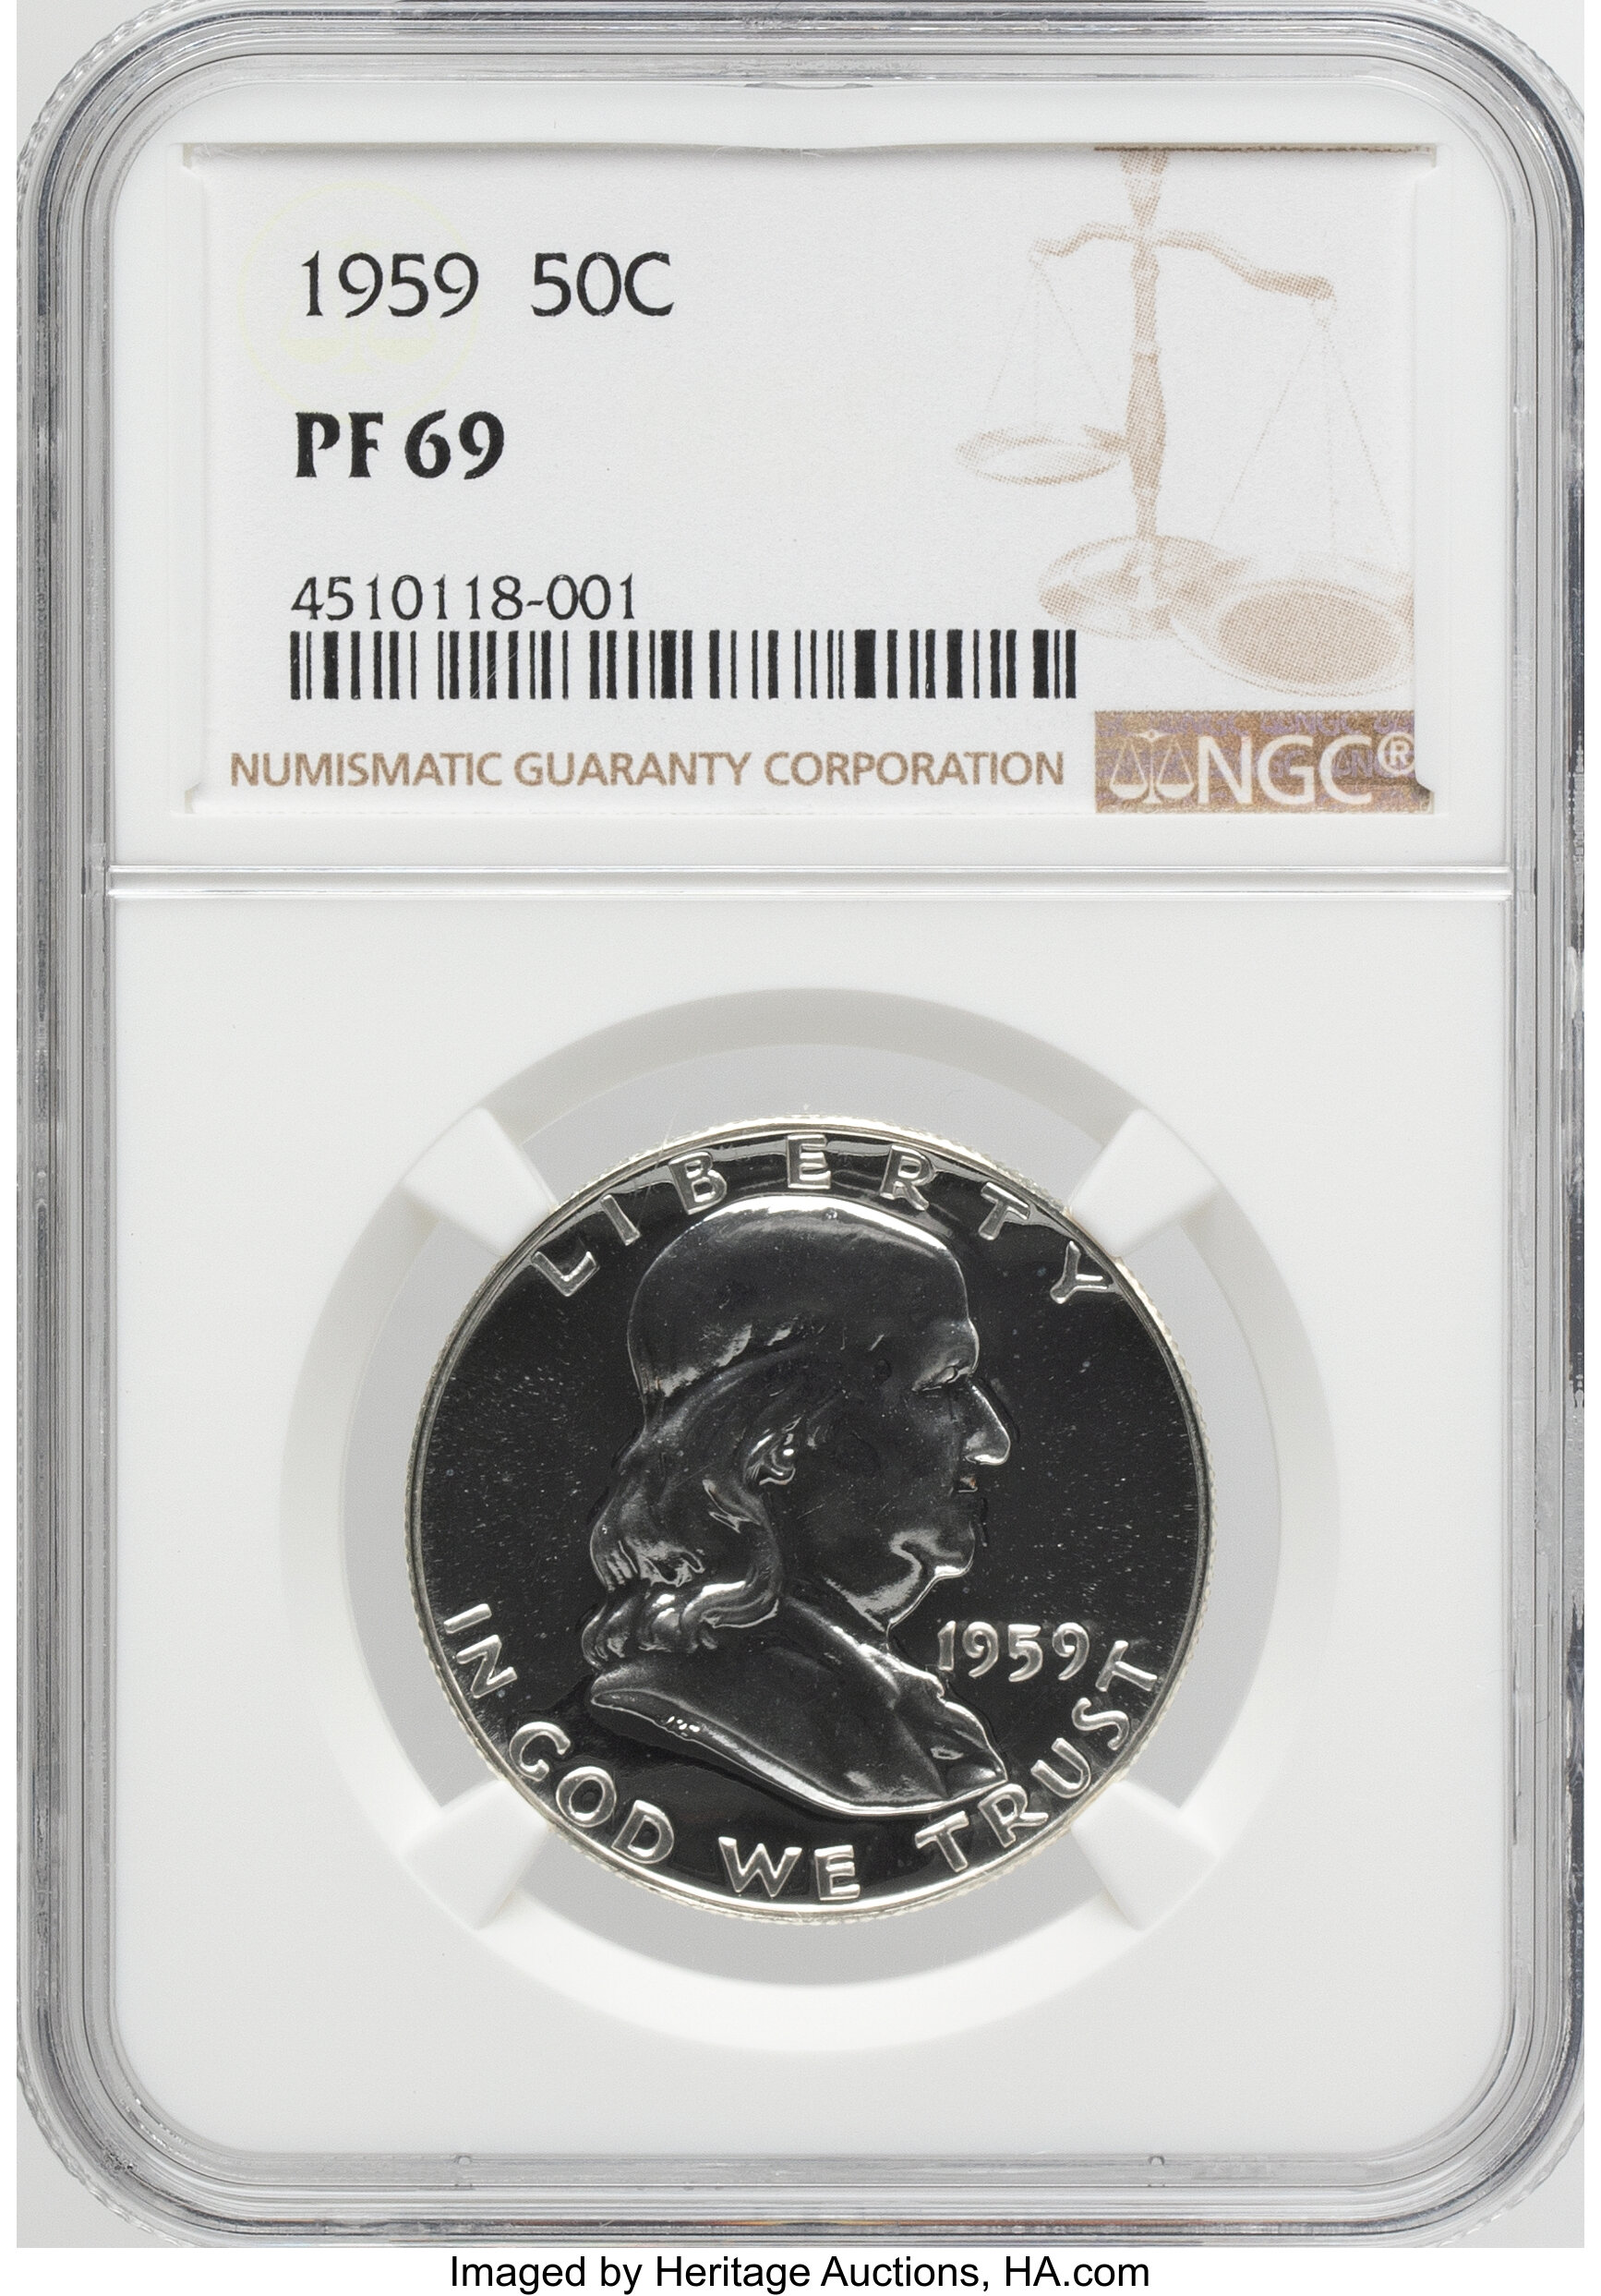 1959 50C
PF 69
4510118-001
NUMISMATIC GUARANTY CORPORATION
NGC®
LIBERTY
1959
IN GOD WE TRUST
Imaged by Heritage Auctions, HA.com